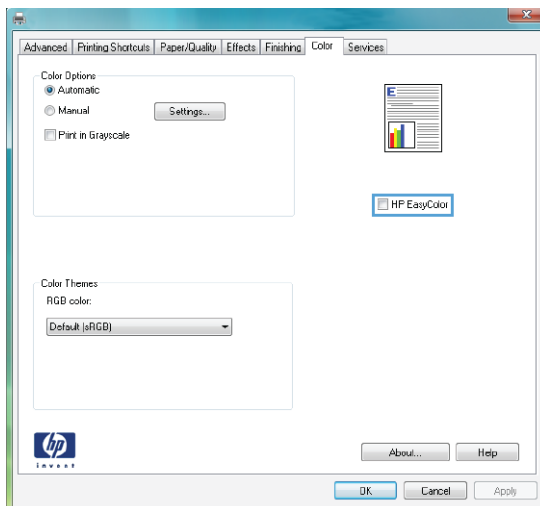 Advanced Printing Shortcuts Paper/Quality Effects Finishing Color Services
Color Options
Automatic
Manual Settings...
Print in Grayscale
E
HP EasyColor
Color Themes
RGB color:
Default (sRGB)
hp
invent
About... Help
OK Cancel Apply